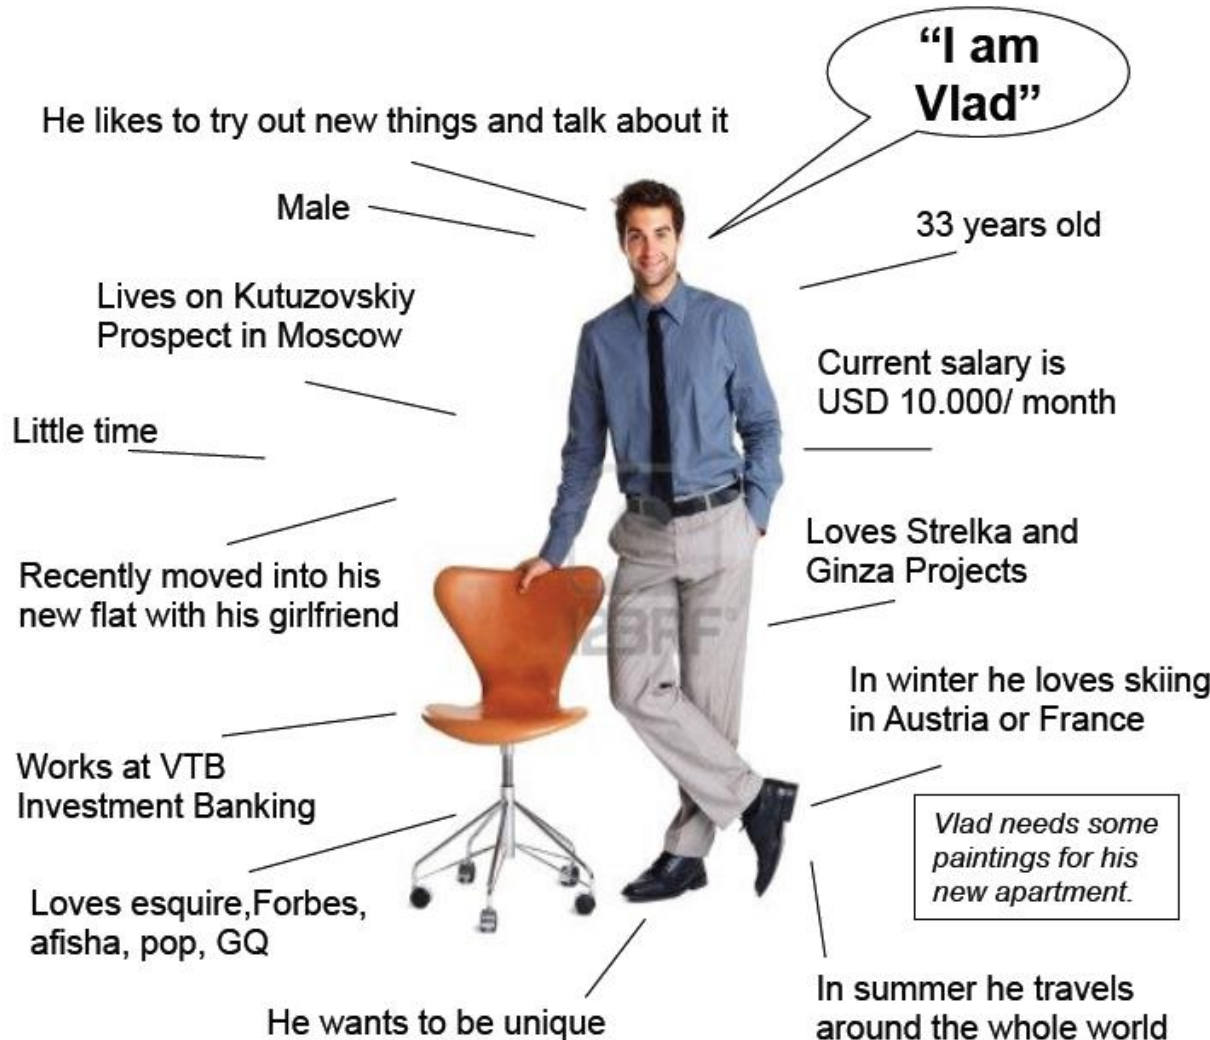 “I am
Vlad”
He likes to try out new things and talk about it
Male
33 years old
Lives on Kutuzovskiy
Prospect in Moscow
Current salary is
USD 10.000/ month
Little time
Loves Strelka and
Ginza Projects
Recently moved into his
new flat with his girlfriend
123RF
In winter he loves skiing
in Austria or France
Works at VTB
Investment Banking
Vlad needs some
paintings for his
new apartment.
Loves esquire,Forbes,
afisha, pop, GQ
In summer he travels
around the whole world
He wants to be unique